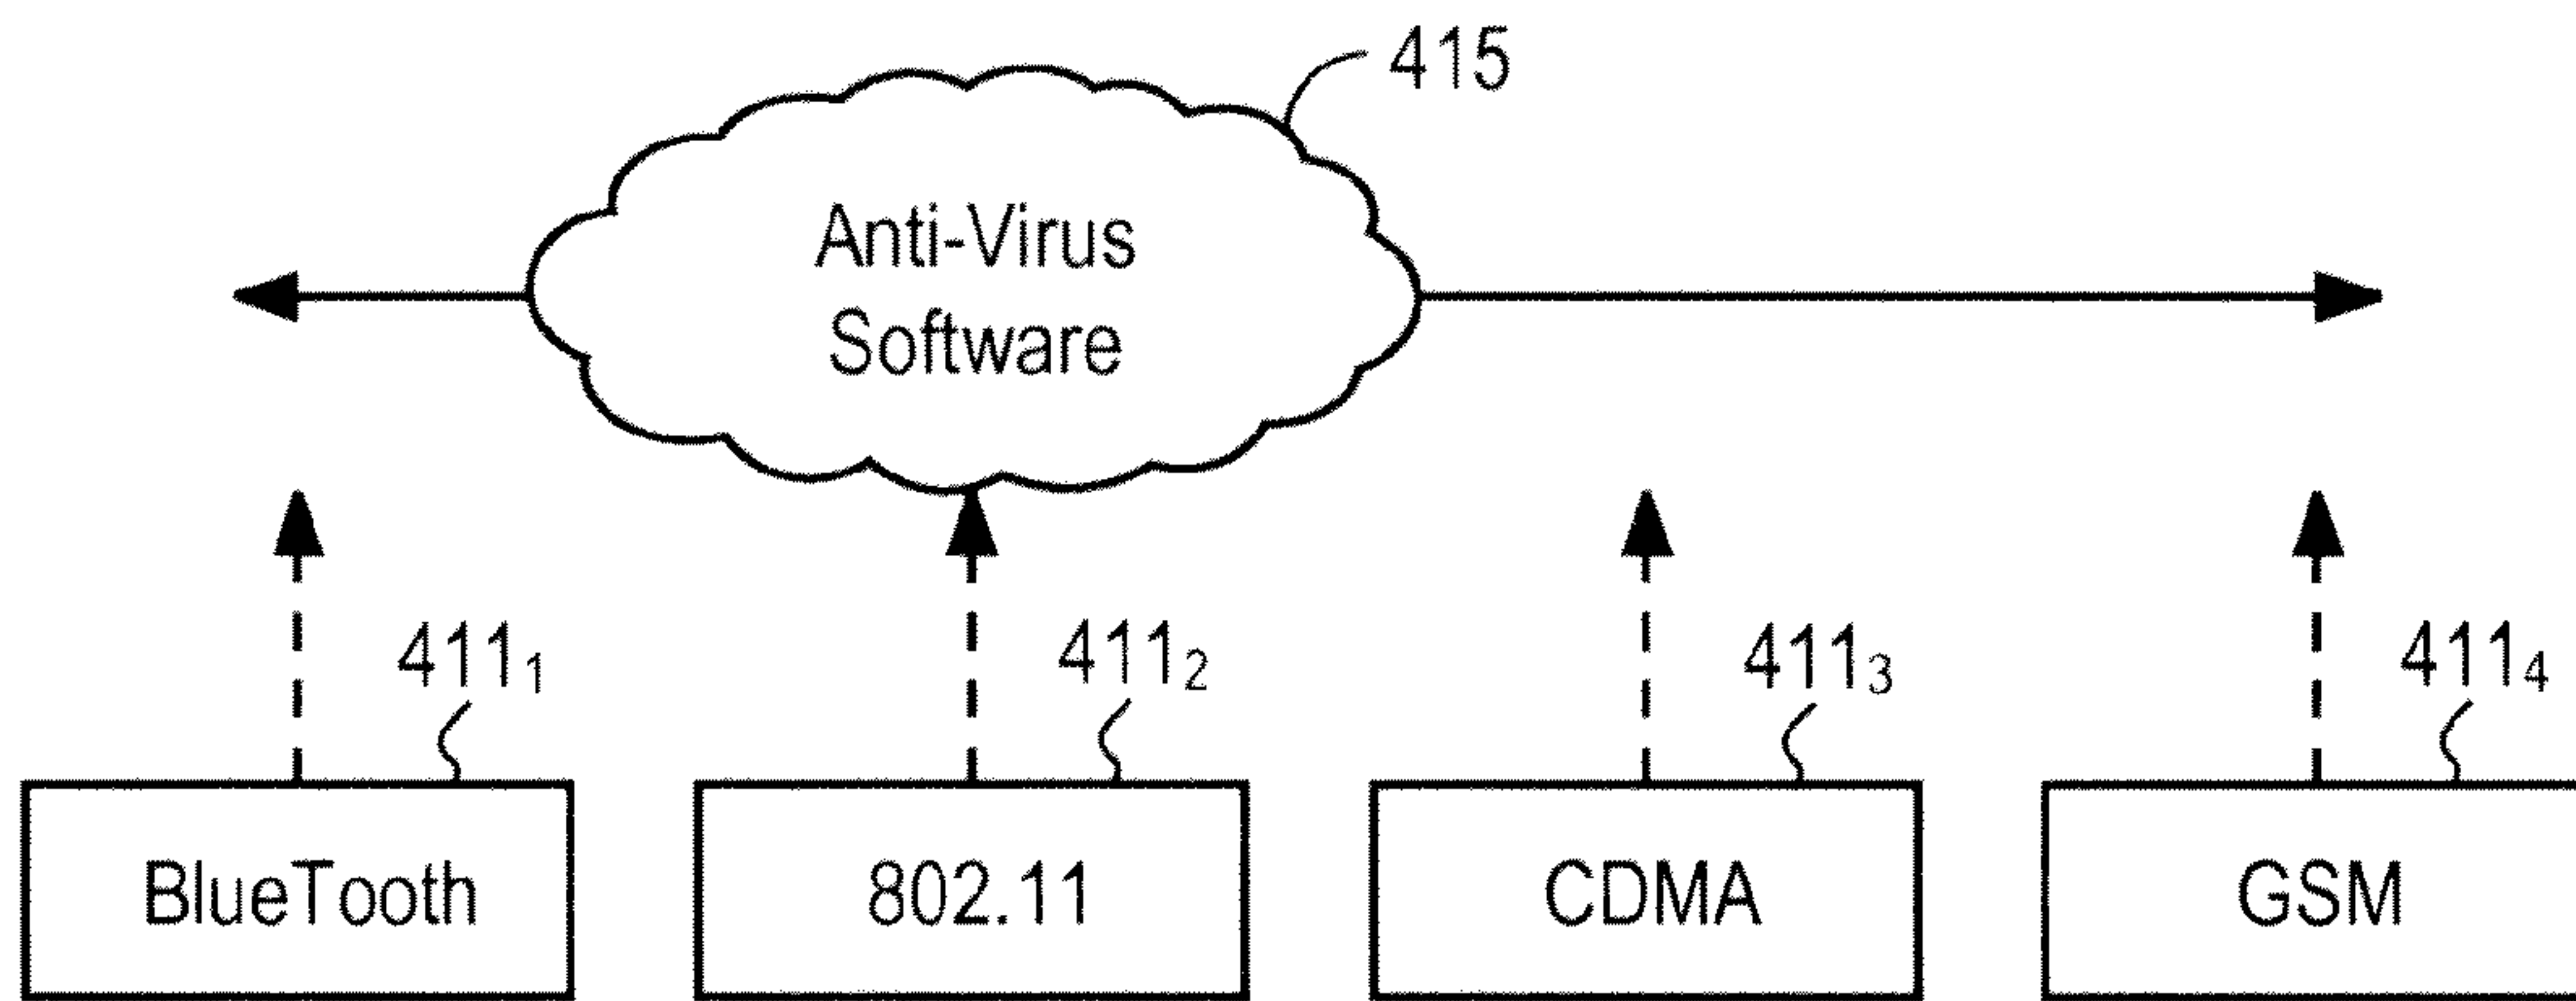 415
Anti-Virus
Software
411₁ 411₂ 411₃ 411₄
BlueTooth 802.11 CDMA GSM